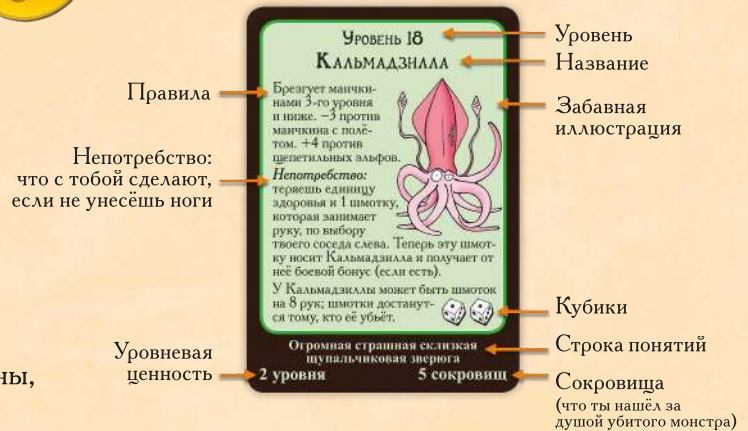 Уровень 18
Кальмадзилла
Брезгует манчки-
нами 3-го уровня
и ниже. –3 против
манчкина с полё-
том. +4 против
щепетильных эльфов.
Непотребство:
теряешь единицу
здоровья и 1 шмотку,
которая занимает
руку, по выбору
твоего соседа слева. Теперь эту шмот-
ку носит Кальмадзилла и получает от
неё боевой бонус (если есть).
У Кальмадзиллы может быть шмоток
на 8 рук; шмотки достанут-
ся тому, кто её убьёт.
Огромная страшная склизкая
щупальчиковая зверюга
2 уровня
5 сокровищ
Правила
Непотребство:
что с тобой сделают,
если не унесёшь ноги
Уровневая
ценность
ны,
Уровень
Название
Забавная
иллюстрация
Кубики
Строка понятий
Сокровища
(что ты нашёл за
душой убитого монстра)